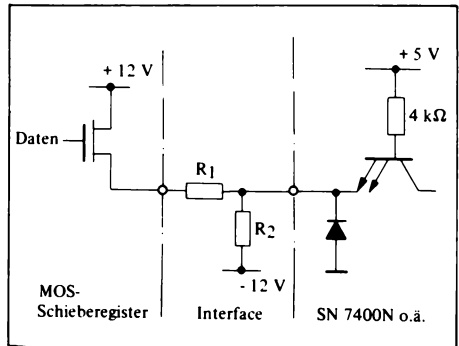 + 12 V
+ 5 V
4 kΩ
Daten
R1
R2
- 12 V
MOS-
Schieberegister
Interface
SN 7400N o.ä.